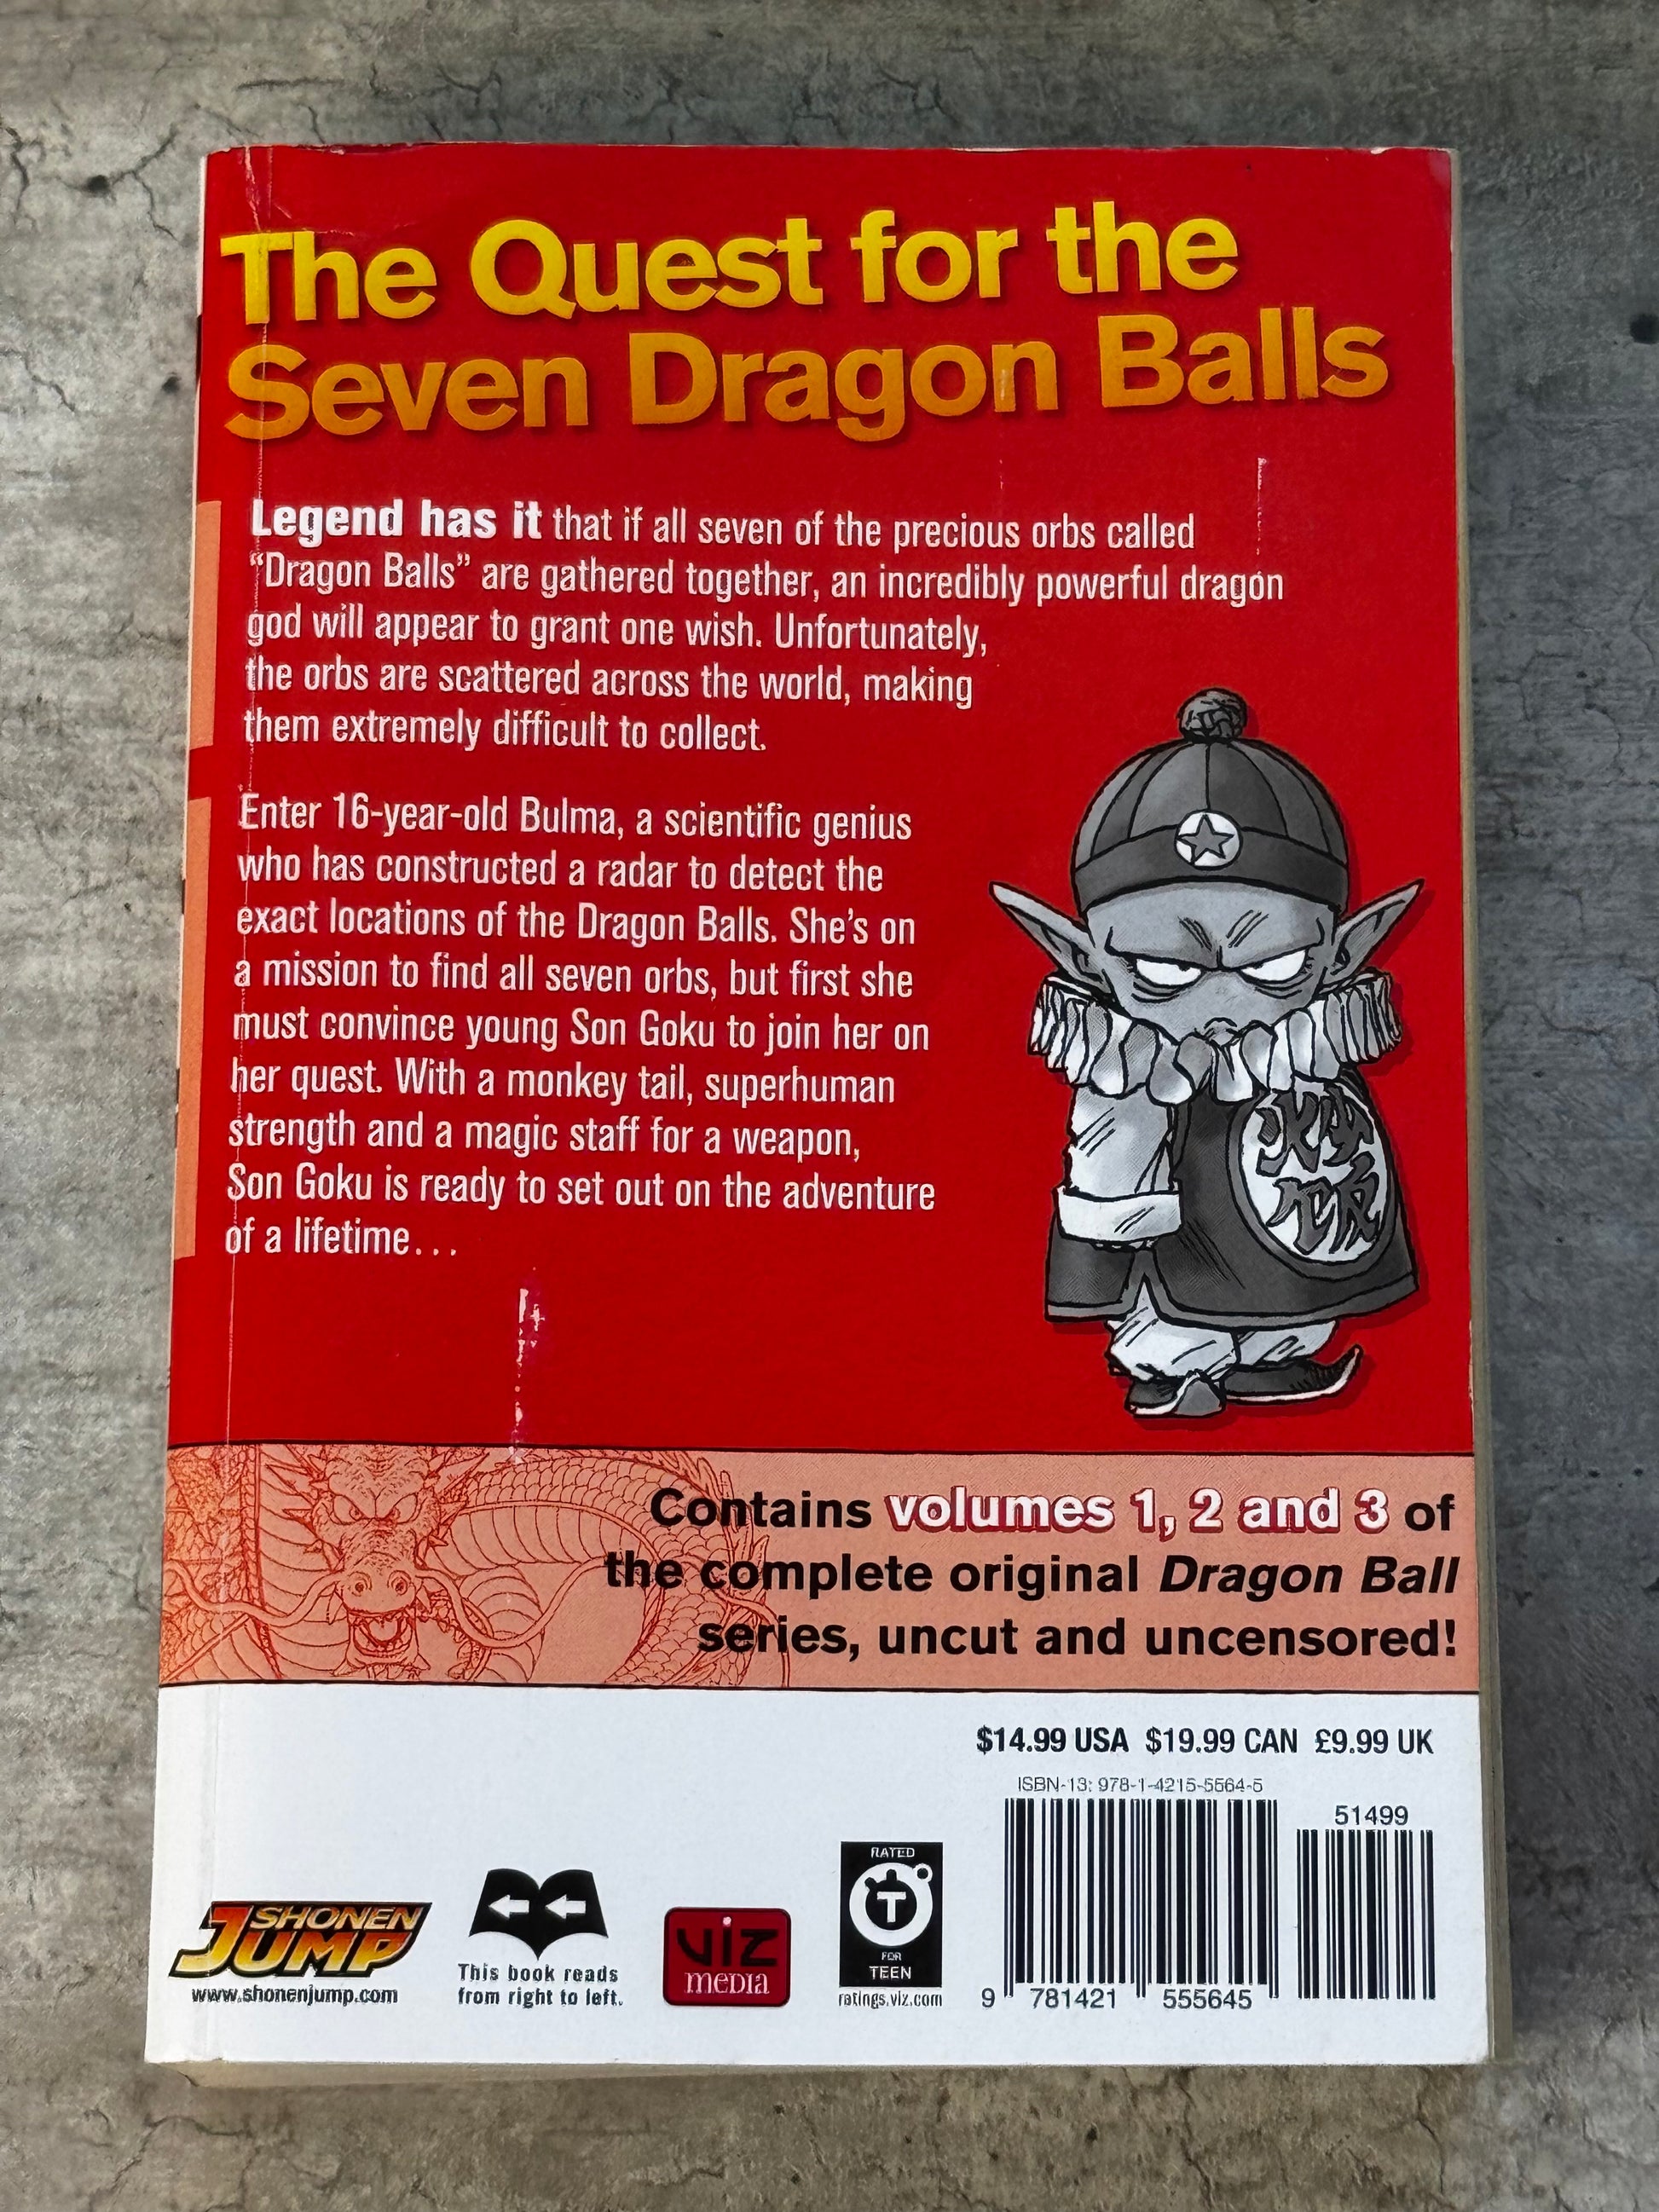 The Quest for the
Seven Dragon Balls
Legend has it that if all seven of the precious orbs called
“Dragon Balls” are gathered together, an incredibly powerful dragon
god will appear to grant one wish. Unfortunately,
the orbs are scattered across the world, making
them extremely difficult to collect.
Enter 16-year-old Bulma, a scientific genius
who has constructed a radar to detect the
exact locations of the Dragon Balls. She’s on
a mission to find all seven orbs, but first she
must convince young Son Goku to join her on
her quest. With a monkey tail, superhuman
strength and a magic staff for a weapon,
Son Goku is ready to set out on the adventure
of a lifetime...
Contains volumes 1, 2 and 3 of
the complete original Dragon Ball
series, uncut and uncensored!
$14.99 USA $19.99 CAN £9.99 UK
ISBN-13: 978-1-4215-5564-5
51499
9 781421 555645
SHONEN
JUMP
www.shonenjump.com
This book reads
from right to left.
VIZ
MEDIA
RATED
T
FOR
TEEN
ratings.viz.com